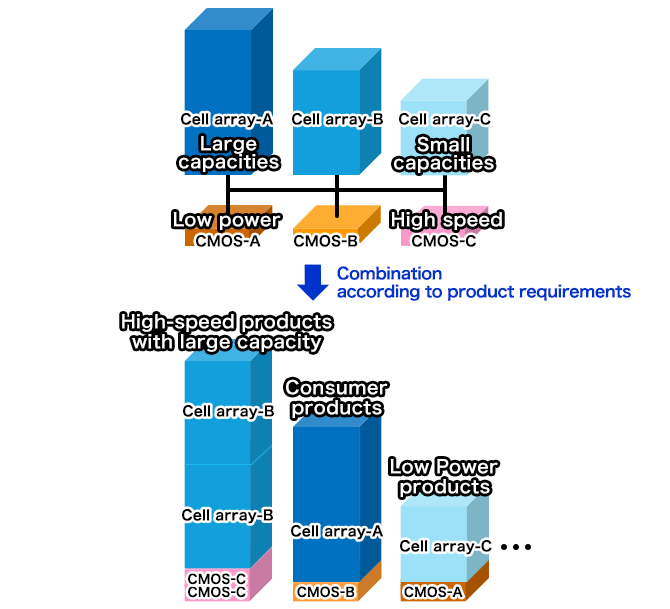 Cell array-A
Cell array-B
Cell array-C
Large
capacities
Small
capacities
Low power
High speed
CMOS-A
CMOS-B
CMOS-C
Combination
according to product requirements
High-speed products
with large capacity
Cell array-B
Cell array-B
CMOS-C
CMOS-C
Consumer
products
Cell array-A
CMOS-B
Low Power
products
Cell array-C
CMOS-A
•••